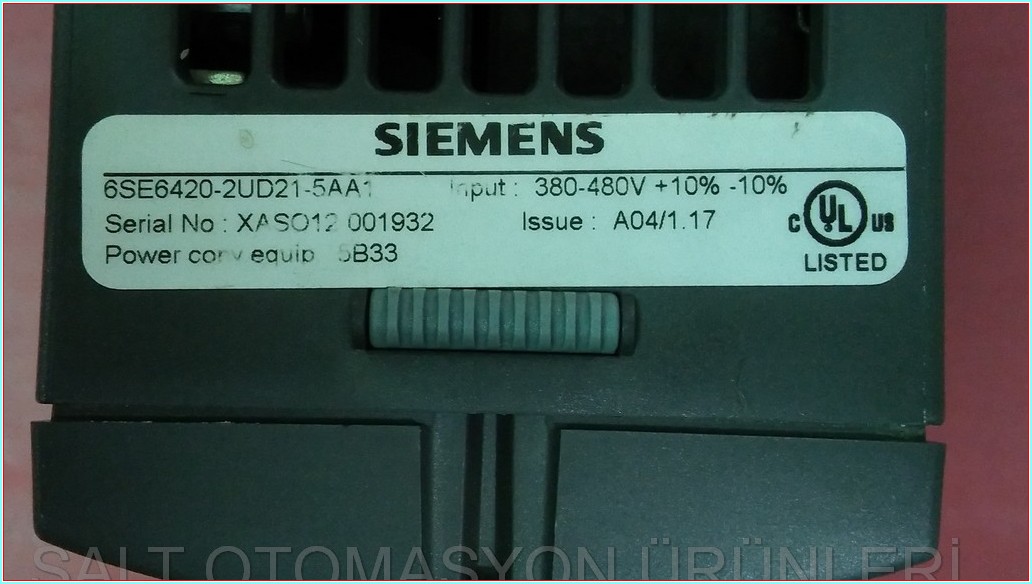 SIEMENS
6SE6420-2UD21-5AA1 Input : 380-480V +10% -10%
Serial No : XASO12 001932 Issue : A04/1.17
Power conv equip 5B33
C UL US
LISTED
SALT OTOMASYON ÜRÜNLERİ